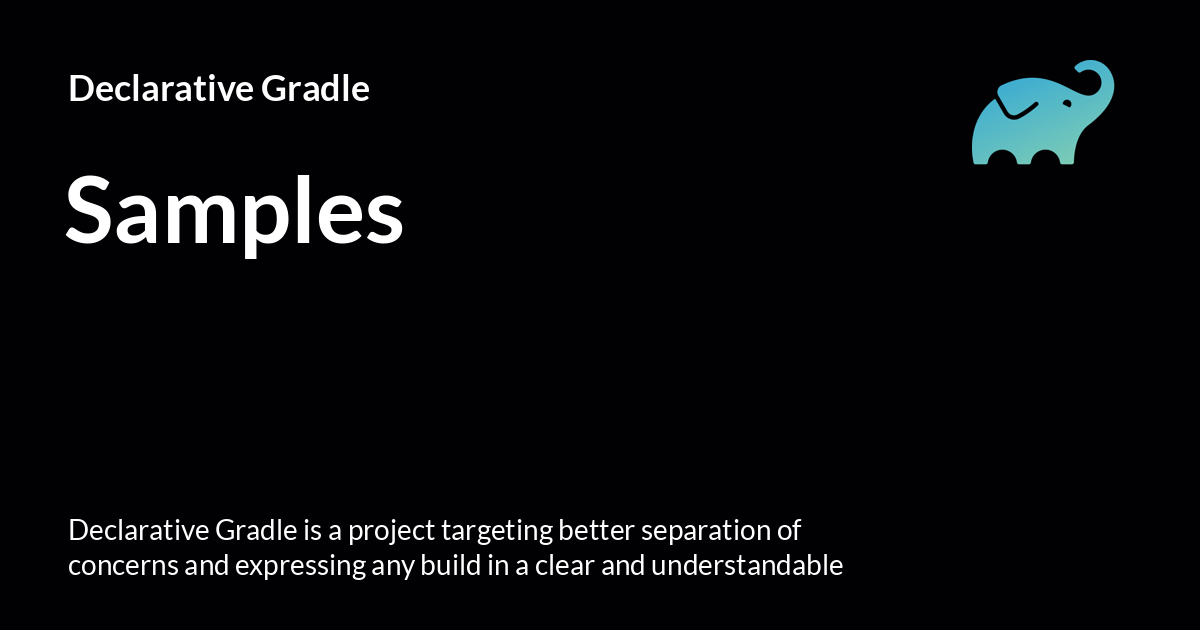 Declarative Gradle
Samples
Declarative Gradle is a project targeting better separation of
concerns and expressing any build in a clear and understandable